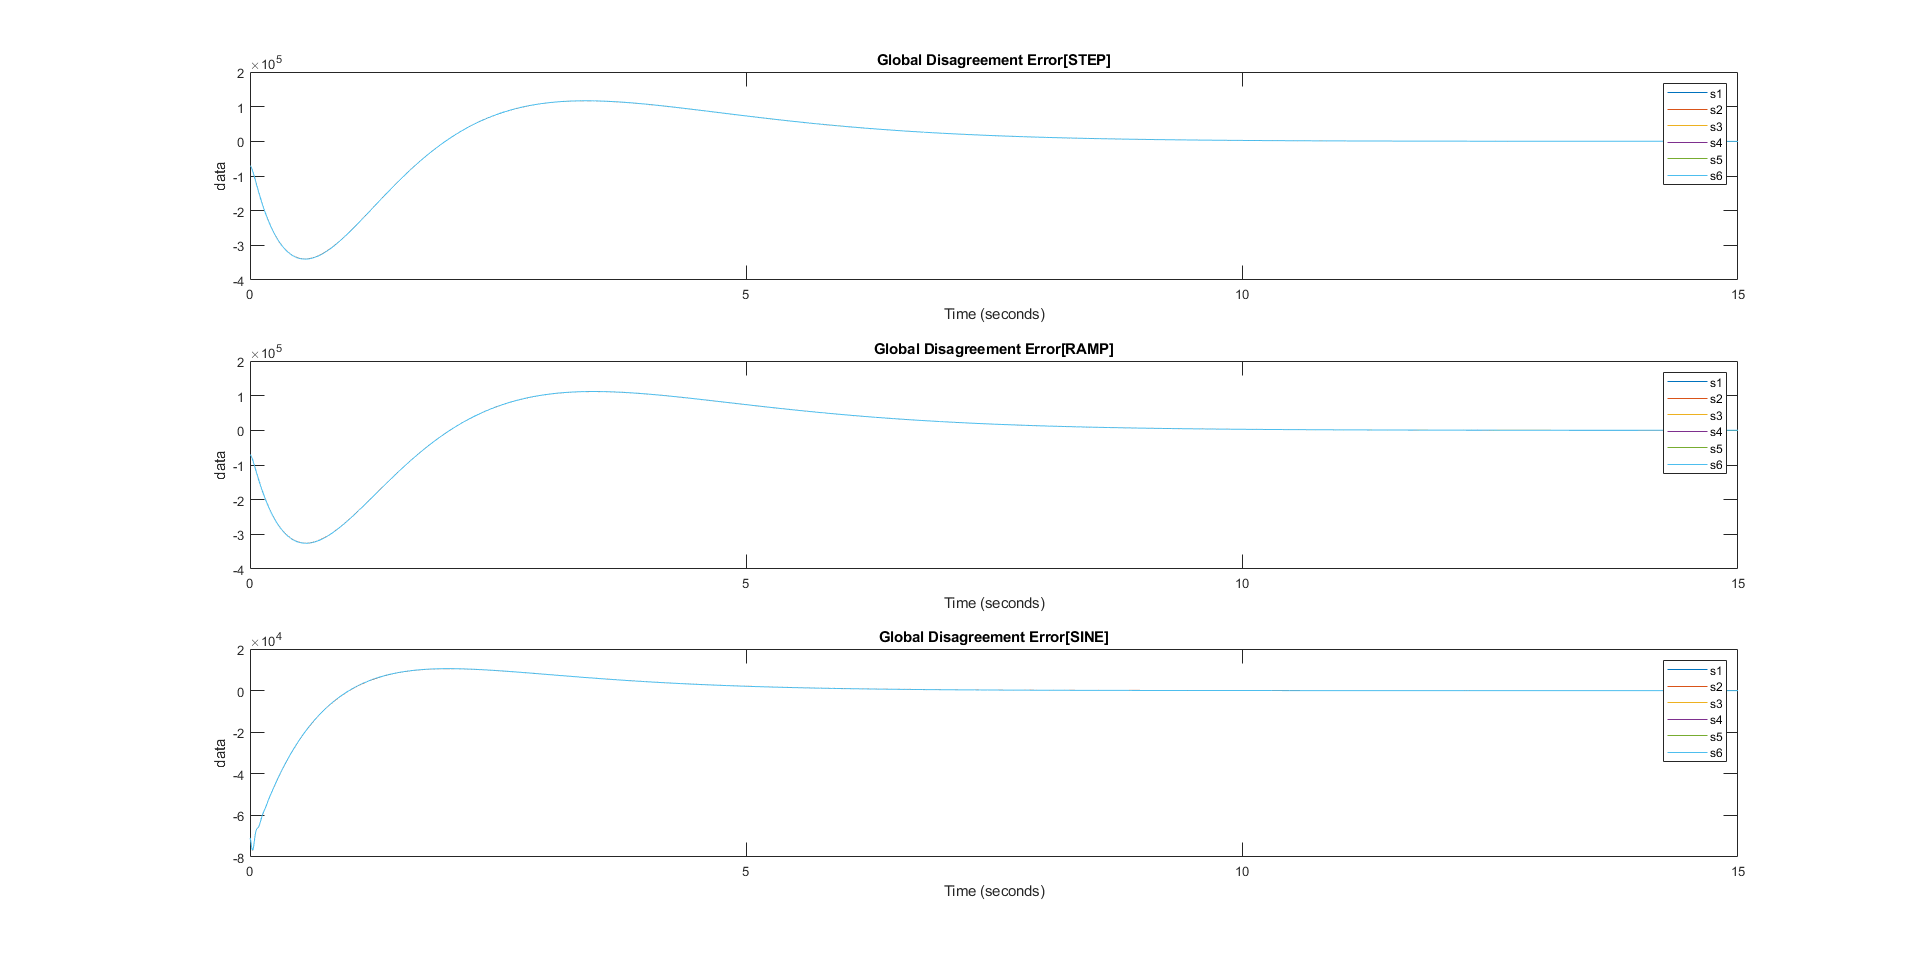 Global Disagreement Error[STEP]
×10^5
2
1
0
-1
-2
-3
-4
data
s1
s2
s3
s4
s5
s6
0 5 10 15
Time (seconds)
Global Disagreement Error[RAMP]
×10^5
2
1
0
-1
-2
-3
-4
data
s1
s2
s3
s4
s5
s6
0 5 10 15
Time (seconds)
Global Disagreement Error[SINE]
×10^4
2
0
-2
-4
-6
-8
data
s1
s2
s3
s4
s5
s6
0 5 10 15
Time (seconds)